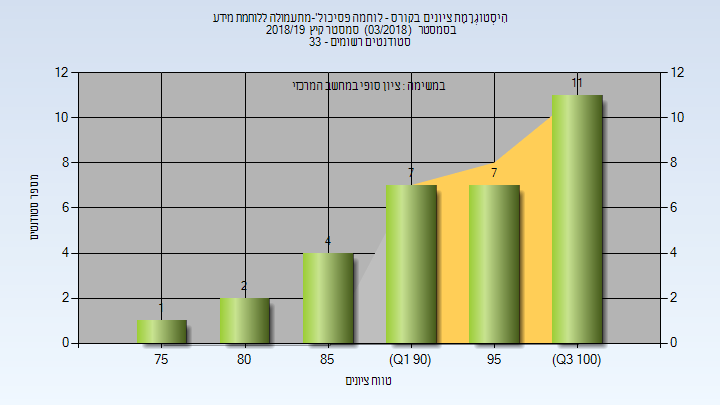 היסטוגרמת ציונים בקורס - לוחמה פסיכול'-מתעמולה ללוחמת מידע
בסמסטר (03/2018) סמסטר קיץ 2018/19
סטודנטים רשומים - 33
במשימה : ציון סופי במחשב המרכזי
12 12
11
10 10
8 8
7 7
6 6
4 4
4
2 2
2
1
0 0
75 80 85 (Q1 90) 95 (Q3 100)
מספר סטודנטים
טווח ציונים